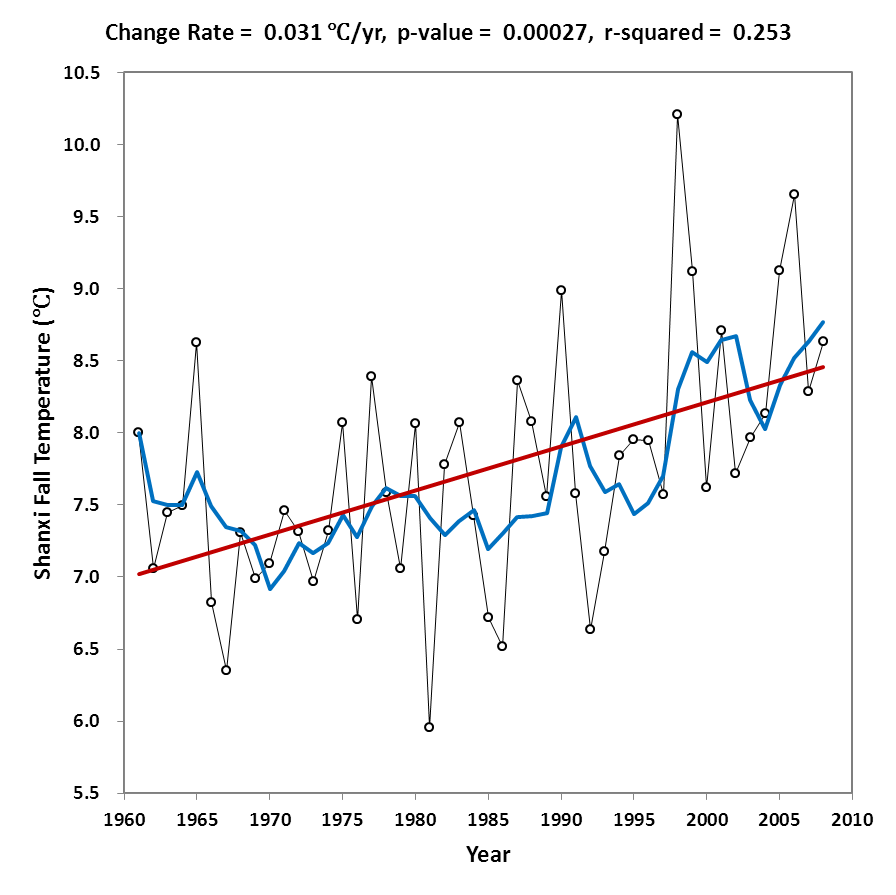 Change Rate = 0.031 ℃/yr, p-value = 0.00027, r-squared = 0.253
10.5
10.0
9.5
9.0
8.5
8.0
7.5
7.0
6.5
6.0
5.5
Shanxi Fall Temperature (℃)
1960 1965 1970 1975 1980 1985 1990 1995 2000 2005 2010
Year